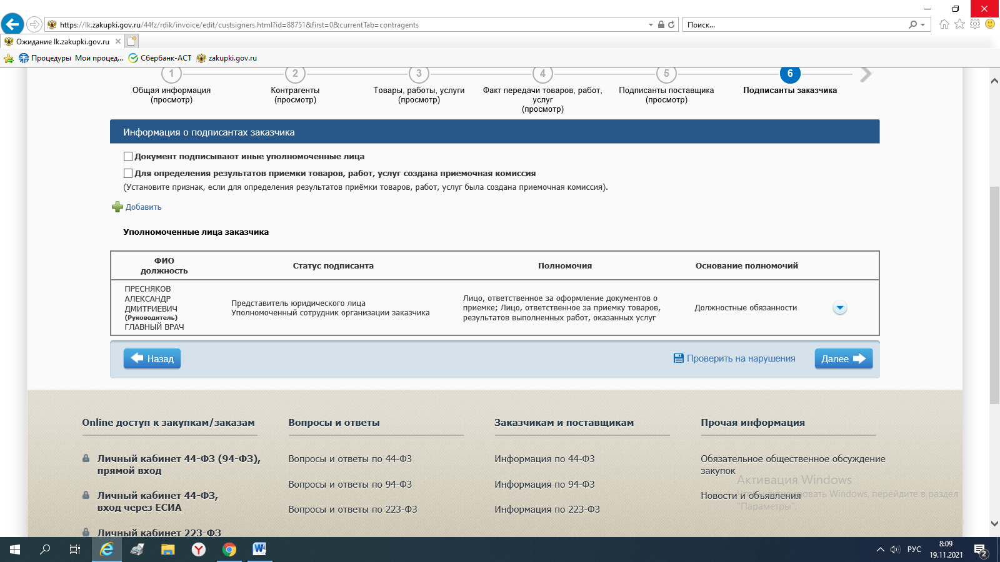 https://lk.zakupki.gov.ru/44fz/rdik/invoice/edit/custsigners.html?id=88751&first=0&currentTab=contragents
Поиск...
Ожидание lk.zakupki.gov.ru
Процедуры Мои процед... Сбербанк-АСТ zakupki.gov.ru
1 2 3 4 5 6
Общая информация
(просмотр)
Контрагенты
(просмотр)
Товары, работы, услуги
(просмотр)
Факт передачи товаров, работ,
услуг
(просмотр)
Подписанты поставщика
(просмотр)
Подписанты заказчика
Информация о подписантах заказчика
Документ подписывают иные уполномоченные лица
Для определения результатов приемки товаров, работ, услуг создана приемочная комиссия
(Установите признак, если для определения результатов приёмки товаров, работ, услуг была создана приемочная комиссия).
Добавить
Уполномоченные лица заказчика
ФИО
должность
Статус подписанта
Полномочия
Основание полномочий
ПРЕСНЯКОВ
АЛЕКСАНДР
ДМИТРИЕВИЧ
(Руководитель)
ГЛАВНЫЙ ВРАЧ
Представитель юридического лица
Уполномоченный сотрудник организации заказчика
Лицо, ответственное за оформление документов о
приемке; Лицо, ответственное за приемку товаров,
результатов выполненных работ, оказанных услуг
Должностные обязанности
Назад
Проверить на нарушения
Далее
Online доступ к закупкам/заказам
Личный кабинет 44-ФЗ (94-ФЗ),
прямой вход
Личный кабинет 44-ФЗ,
вход через ЕСИА
Личный кабинет 223-ФЗ
Вопросы и ответы
Вопросы и ответы по 44-ФЗ
Вопросы и ответы по 94-ФЗ
Вопросы и ответы по 223-ФЗ
Заказчикам и поставщикам
Информация по 44-ФЗ
Информация по 94-ФЗ
Информация по 223-ФЗ
Прочая информация
Обязательное общественное обсуждение
закупок
Новости и объявления
Активация Windows
Чтобы активировать Windows, перейдите в раздел
"Параметры".
РУС
8:09
19.11.2021
2